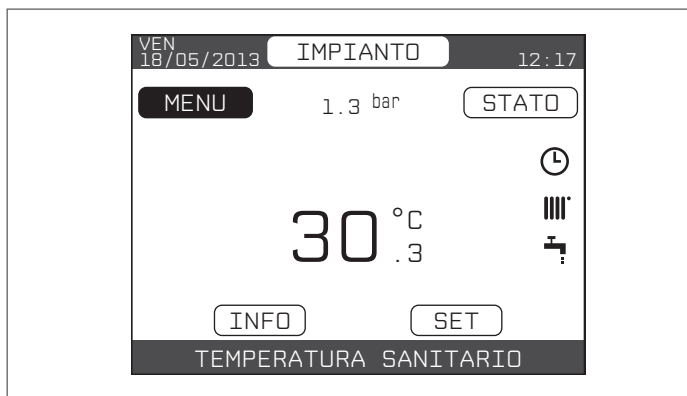 VEN
18/05/2013 IMPIANTO 12:17
MENU 1.3 bar STATO
30.3 °C
INFO SET
TEMPERATURA SANITARIO